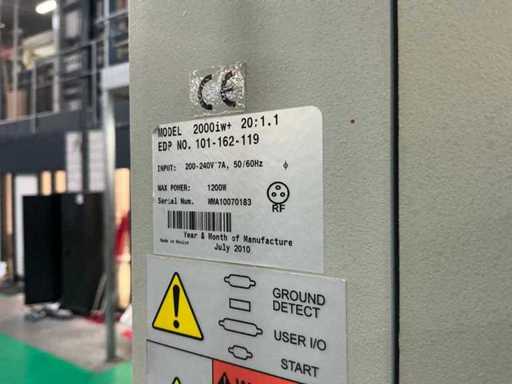 CE
MODEL 2000iw+ 20:1.1
EDP NO. 101-162-119
INPUT: 200-240V 7A, 50/60Hz ϕ
MAX POWER: 1200W
Serial Num. WWA10070183
RF
Year & Month of Manufacture
Made in Mexico July 2010
GROUND
DETECT
USER I/O
START